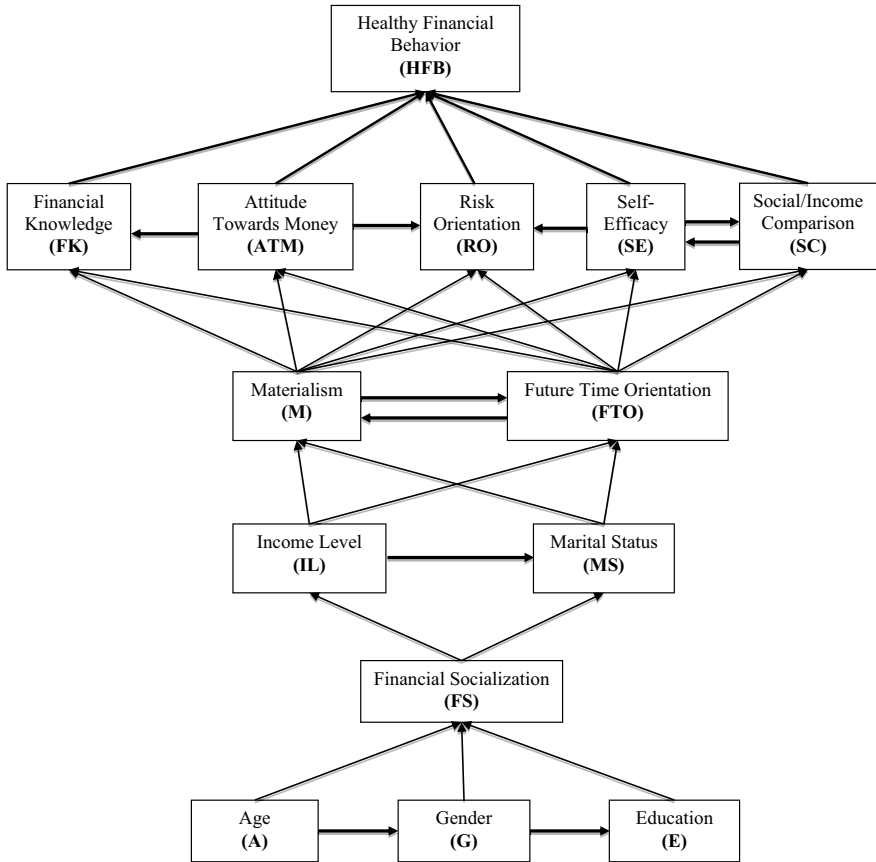 Healthy Financial
Behavior
(HFB)
Financial
Knowledge
(FK)
Attitude
Towards Money
(ATM)
Risk
Orientation
(RO)
Self-
Efficacy
(SE)
Social/Income
Comparison
(SC)
Materialism
(M)
Future Time Orientation
(FTO)
Income Level
(IL)
Marital Status
(MS)
Financial Socialization
(FS)
Age
(A)
Gender
(G)
Education
(E)